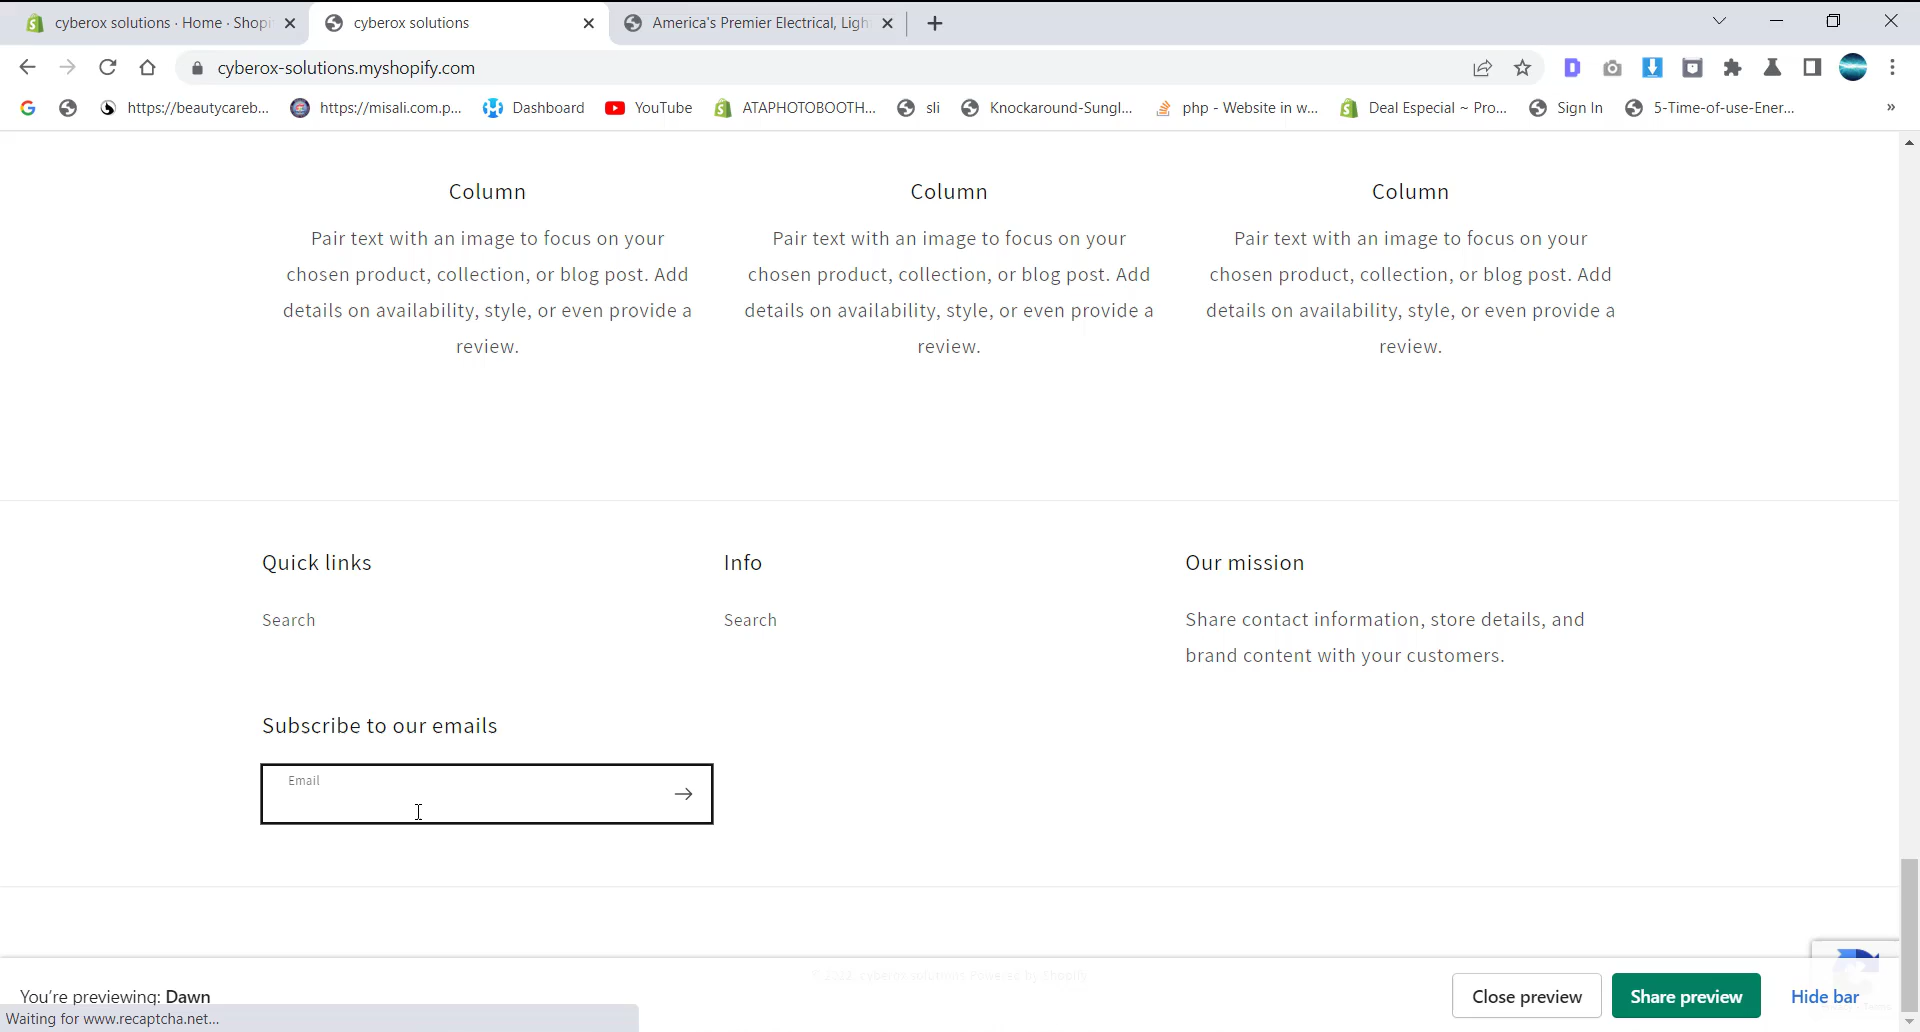 cyberox solutions · Home · Shopi
cyberox solutions
America's Premier Electrical, Ligh
cyberox-solutions.myshopify.com
https://beautycareb...
https://misali.com.p...
Dashboard
YouTube
ATAPHOTOBOOTH...
sli
Knockaround-Sungl...
php - Website in w...
Deal Especial ~ Pro...
Sign In
5-Time-of-use-Ener...
»
Column
Pair text with an image to focus on your
chosen product, collection, or blog post. Add
details on availability, style, or even provide a
review.
Column
Pair text with an image to focus on your
chosen product, collection, or blog post. Add
details on availability, style, or even provide a
review.
Column
Pair text with an image to focus on your
chosen product, collection, or blog post. Add
details on availability, style, or even provide a
review.
Quick links
Search
Info
Search
Our mission
Share contact information, store details, and
brand content with your customers.
Subscribe to our emails
Email
© 2022, cyberox solutions Powered by Shopify
You're previewing: Dawn
Close preview
Share preview
Hide bar
Waiting for www.recaptcha.net...